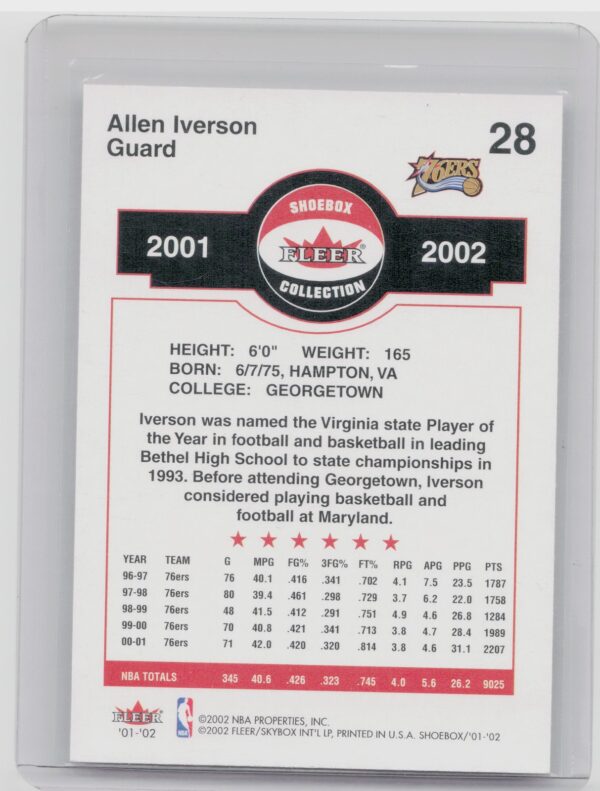 Allen Iverson
Guard
28
76ERS
SHOEBOX
2001 FLEER® 2002
COLLECTION
HEIGHT: 6'0" WEIGHT: 165
BORN: 6/7/75, HAMPTON, VA
COLLEGE: GEORGETOWN
Iverson was named the Virginia state Player of
the Year in football and basketball in leading
Bethel High School to state championships in
1993. Before attending Georgetown, Iverson
considered playing basketball and
football at Maryland.
YEAR TEAM G MPG FG% 3FG% FT% RPG APG PPG PTS
96-97 76ers 76 40.1 .416 .341 .702 4.1 7.5 23.5 1787
97-98 76ers 80 39.4 .461 .298 .729 3.7 6.2 22.0 1758
98-99 76ers 48 41.5 .412 .291 .751 4.9 4.6 26.8 1284
99-00 76ers 70 40.8 .421 .341 .713 3.8 4.7 28.4 1989
00-01 76ers 71 42.0 .420 .320 .814 3.8 4.6 31.1 2207
NBA TOTALS 345 40.6 .426 .323 .745 4.0 5.6 26.2 9025
FLEER
'01-'02
NBA
©2002 NBA PROPERTIES, INC.
©2002 FLEER/SKYBOX INT'L LP, PRINTED IN U.S.A. SHOEBOX/'01-'02